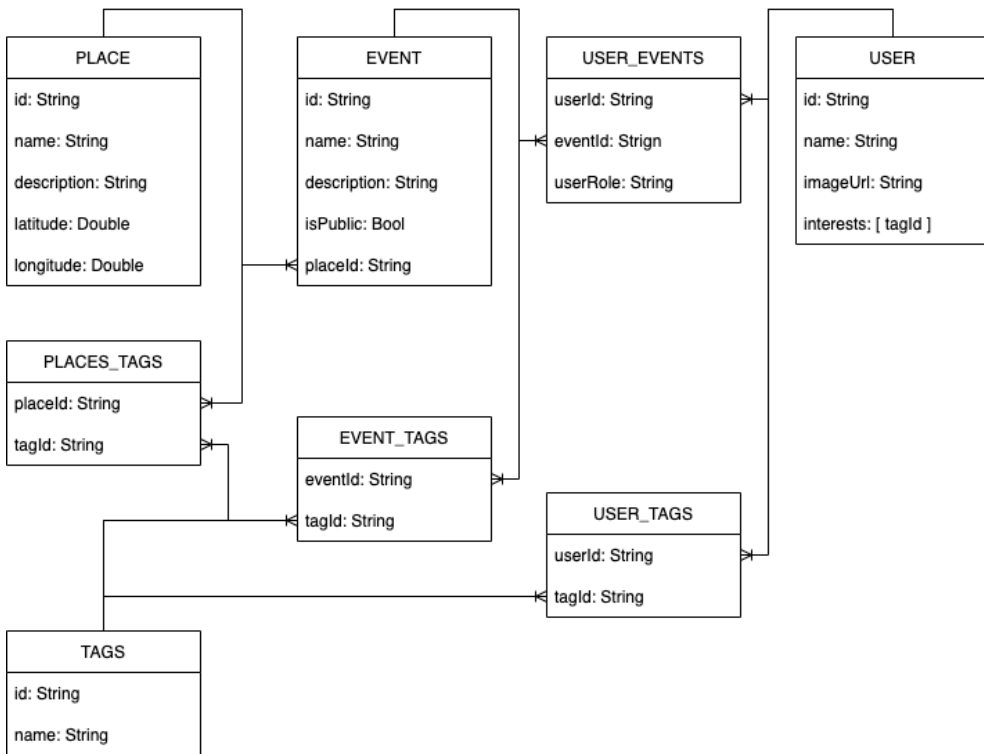 PLACE
id: String
name: String
description: String
latitude: Double
longitude: Double
EVENT
id: String
name: String
description: String
isPublic: Bool
placeId: String
USER_EVENTS
userId: String
eventId: Strign
userRole: String
USER
id: String
name: String
imageUrl: String
interests: [ tagId ]
PLACES_TAGS
placeId: String
tagId: String
EVENT_TAGS
eventId: String
tagId: String
USER_TAGS
userId: String
tagId: String
TAGS
id: String
name: String